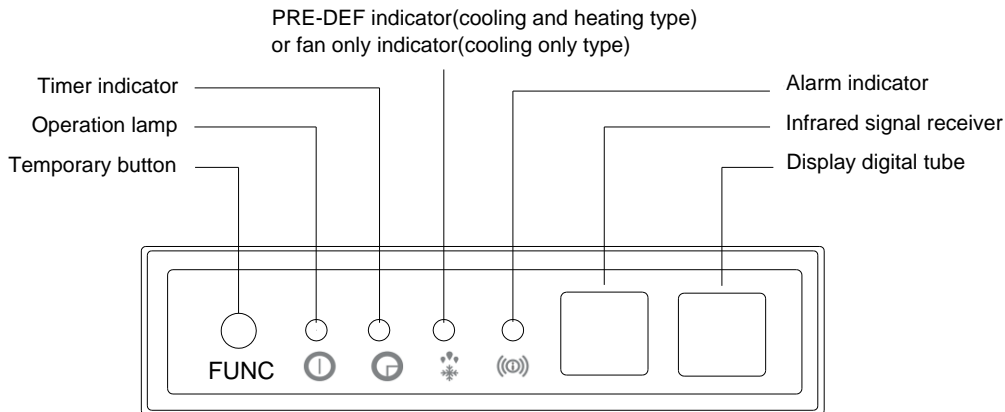 PRE-DEF indicator(cooling and heating type)
or fan only indicator(cooling only type)
Timer indicator
Operation lamp
Temporary button
Alarm indicator
Infrared signal receiver
Display digital tube
FUNC